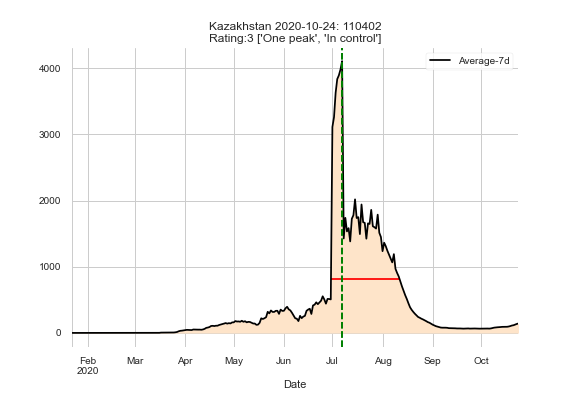 Kazakhstan 2020-10-24: 110402
Rating:3 ['One peak', 'In control']
Average-7d
4000
3000
2000
1000
0
Feb Mar Apr May Jun Jul Aug Sep Oct
2020
Date